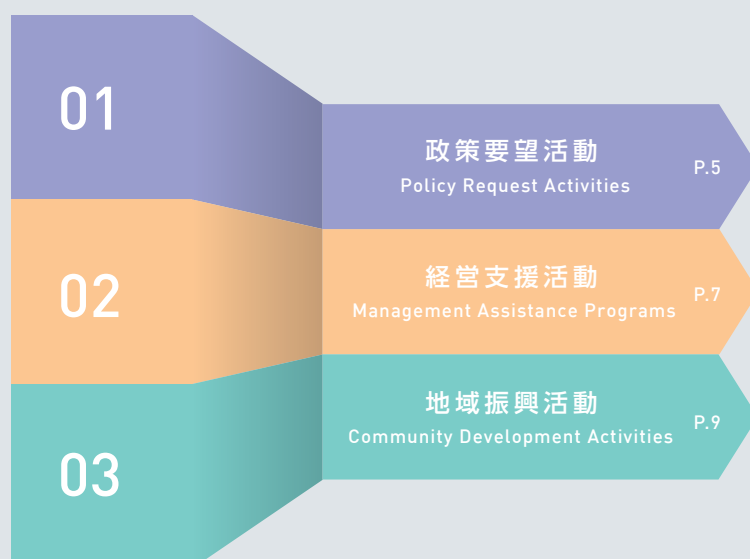 01
政策要望活動
Policy Request Activities
P.5
02
経営支援活動
Management Assistance Programs
P.7
03
地域振興活動
Community Development Activities
P.9